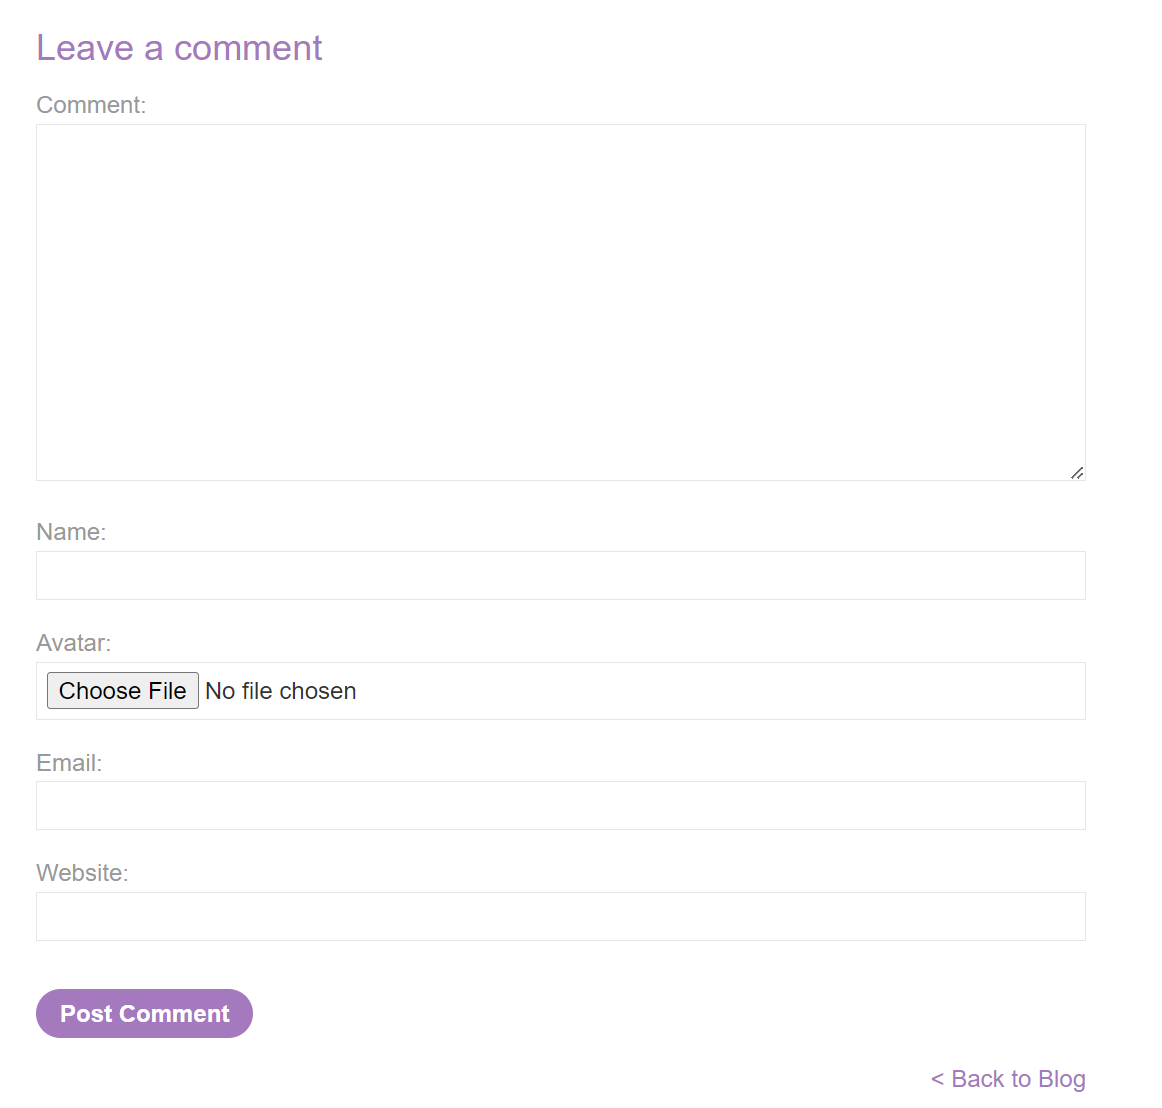 Leave a comment
Comment:
Name:
Avatar:
Choose File No file chosen
Email:
Website:
Post Comment
< Back to Blog